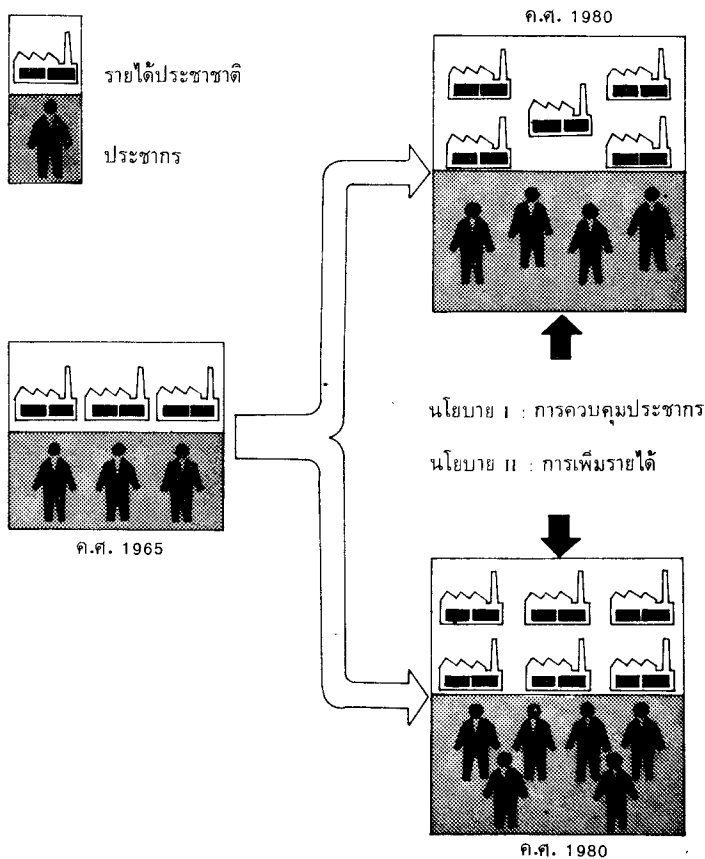 ค.ศ. 1980
รายได้ประชาชาติ
ประชากร
ค.ศ. 1965
นโยบาย I : การควบคุมประชากร
นโยบาย II : การเพิ่มรายได้
ค.ศ. 1980